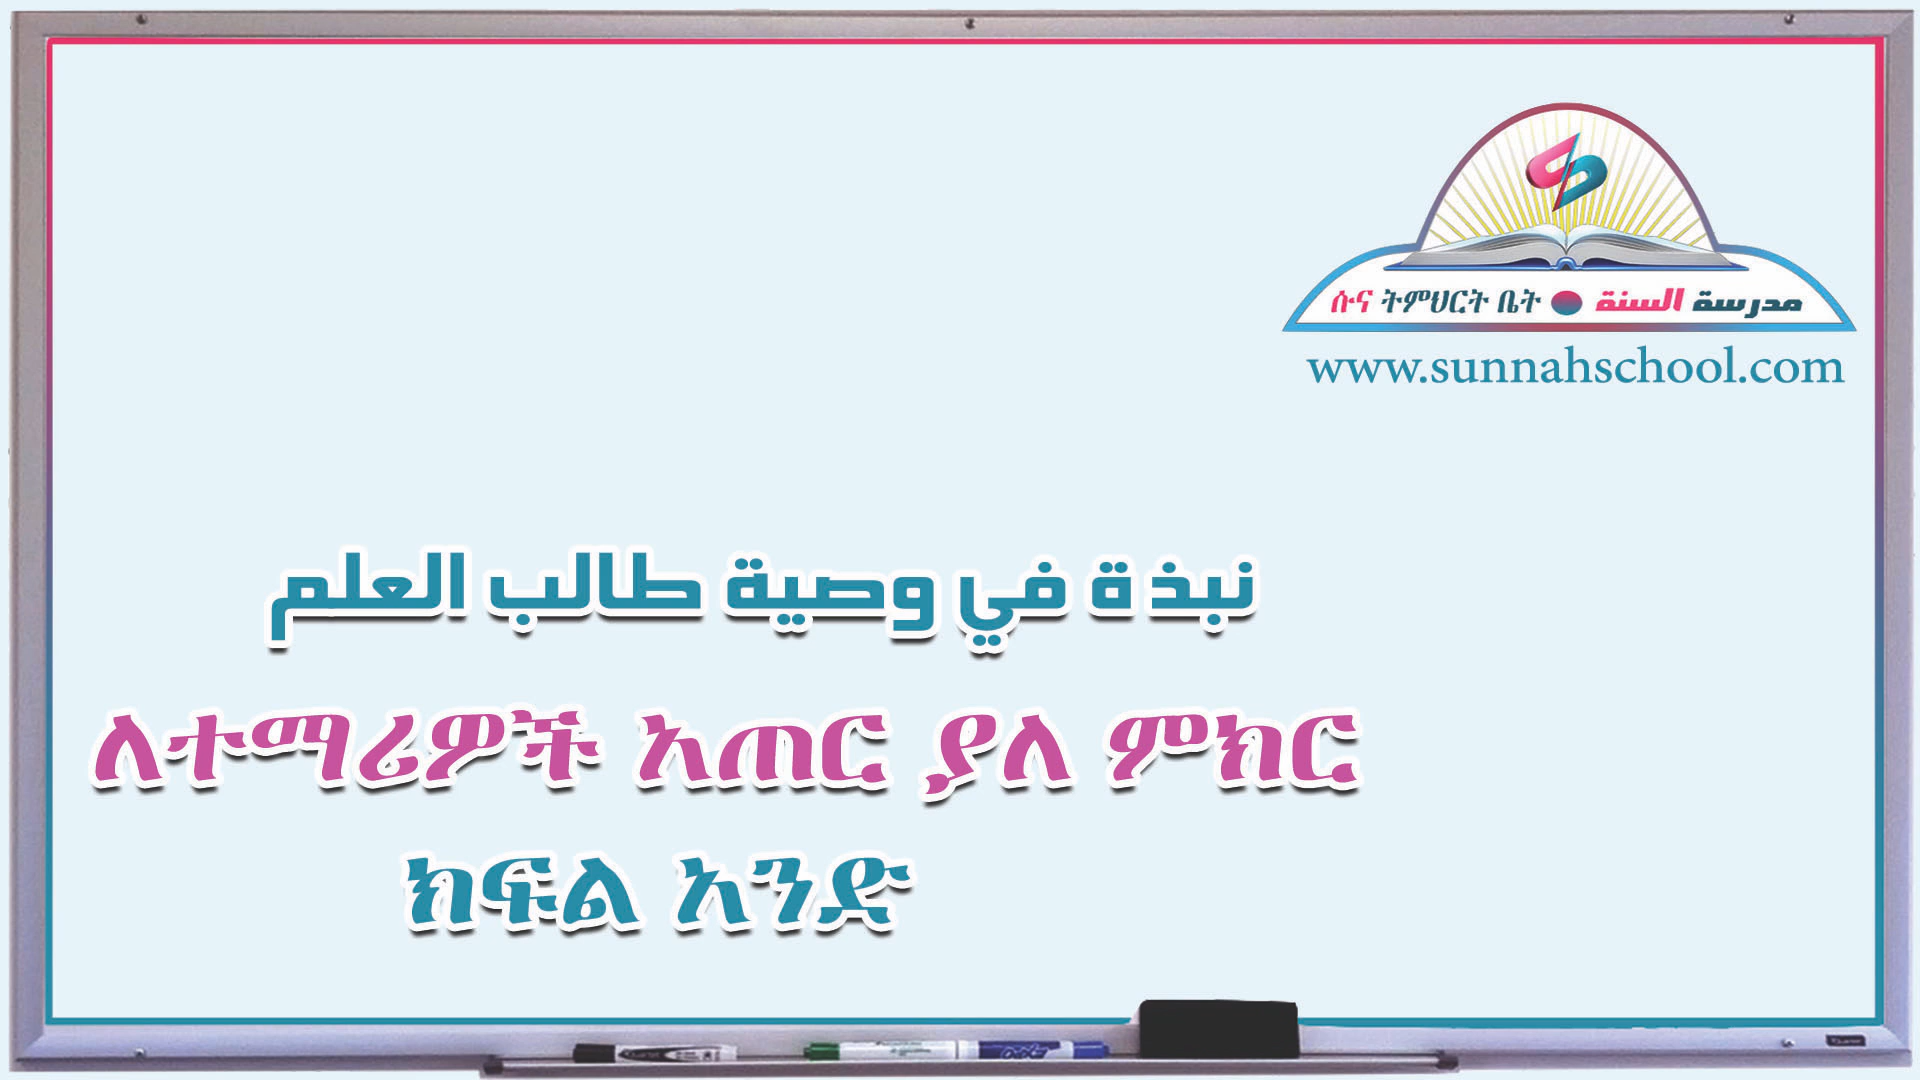 ሱና ትምህርት ቤት مدرسة السنة
www.sunnahschool.com
نبذة في وصية طالب العلم
ለተማሪዎች አጠር ያለ ምክር
ክፍል አንድ
EXPO